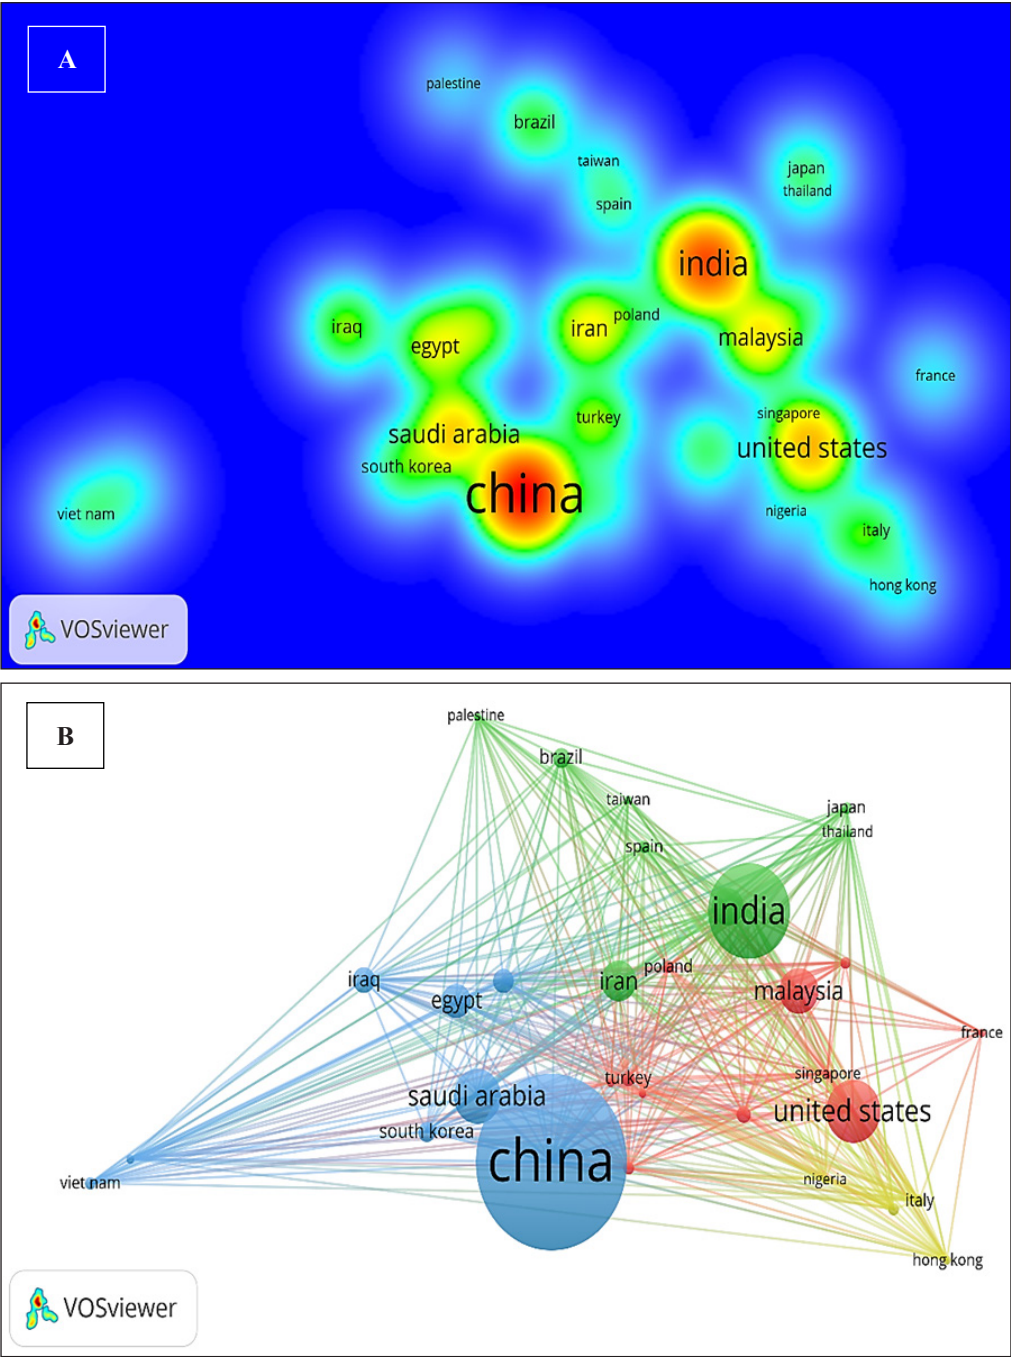 A
palestine
brazil
taiwan
japan
thailand
spain
india
poland
iraq
iran
malaysia
egypt
france
singapore
turkey
saudi arabia
united states
south korea
china
viet nam
nigeria
italy
hong kong
VOSviewer
B
palestine
brazil
taiwan
japan
thailand
spain
india
poland
iraq
iran
malaysia
egypt
france
singapore
turkey
saudi arabia
united states
south korea
china
viet nam
nigeria
italy
hong kong
VOSviewer